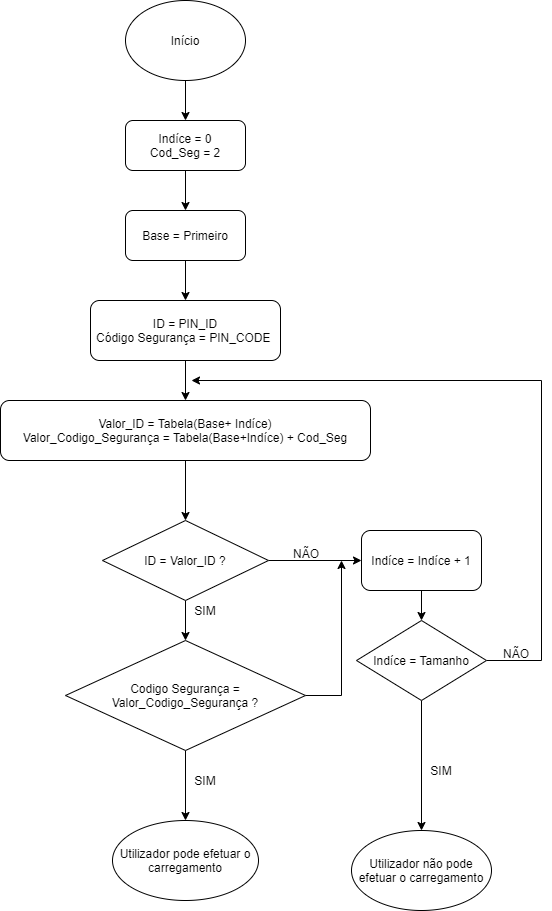 Início
Indíce = 0
Cod_Seg = 2
Base = Primeiro
ID = PIN_ID
Código Segurança = PIN_CODE
Valor_ID = Tabela(Base+ Indíce)
Valor_Codigo_Segurança = Tabela(Base+Indíce) + Cod_Seg
ID = Valor_ID ?
NÃO
Indíce = Indíce + 1
SIM
Codigo Segurança =
Valor_Codigo_Segurança ?
Indíce = Tamanho
NÃO
SIM
SIM
Utilizador pode efetuar o
carregamento
Utilizador não pode
efetuar o carregamento